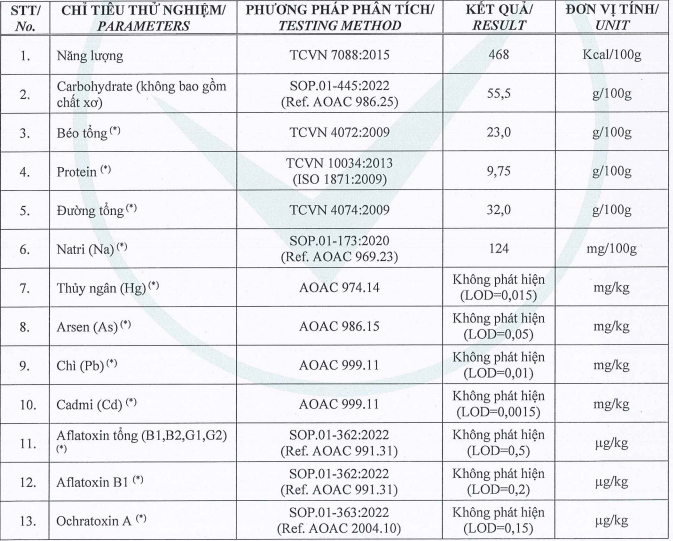 STT/ No. CHỈ TIÊU THỬ NGHIỆM/ PARAMETERS PHƯƠNG PHÁP PHÂN TÍCH/ TESTING METHOD KẾT QUẢ/ RESULT ĐƠN VỊ TÍNH/ UNIT
1. Năng lượng TCVN 7088:2015 468 Kcal/100g
2. Carbohydrate (không bao gồm chất xơ) SOP.01-445:2022 (Ref. AOAC 986.25) 55,5 g/100g
3. Béo tổng (*) TCVN 4072:2009 23,0 g/100g
4. Protein (*) TCVN 10034:2013 (ISO 1871:2009) 9,75 g/100g
5. Đường tổng (*) TCVN 4074:2009 32,0 g/100g
6. Natri (Na) (*) SOP.01-173:2020 (Ref. AOAC 969.23) 124 mg/100g
7. Thủy ngân (Hg) (*) AOAC 974.14 Không phát hiện (LOD=0,015) mg/kg
8. Arsen (As) (*) AOAC 986.15 Không phát hiện (LOD=0,05) mg/kg
9. Chì (Pb) (*) AOAC 999.11 Không phát hiện (LOD=0,01) mg/kg
10. Cadmi (Cd) (*) AOAC 999.11 Không phát hiện (LOD=0,0015) mg/kg
11. Aflatoxin tổng (B1,B2,G1,G2) (*) SOP.01-362:2022 (Ref. AOAC 991.31) Không phát hiện (LOD=0,5) µg/kg
12. Aflatoxin B1 (*) SOP.01-362:2022 (Ref. AOAC 991.31) Không phát hiện (LOD=0,2) µg/kg
13. Ochratoxin A (*) SOP.01-363:2022 (Ref. AOAC 2004.10) Không phát hiện (LOD=0,15) µg/kg